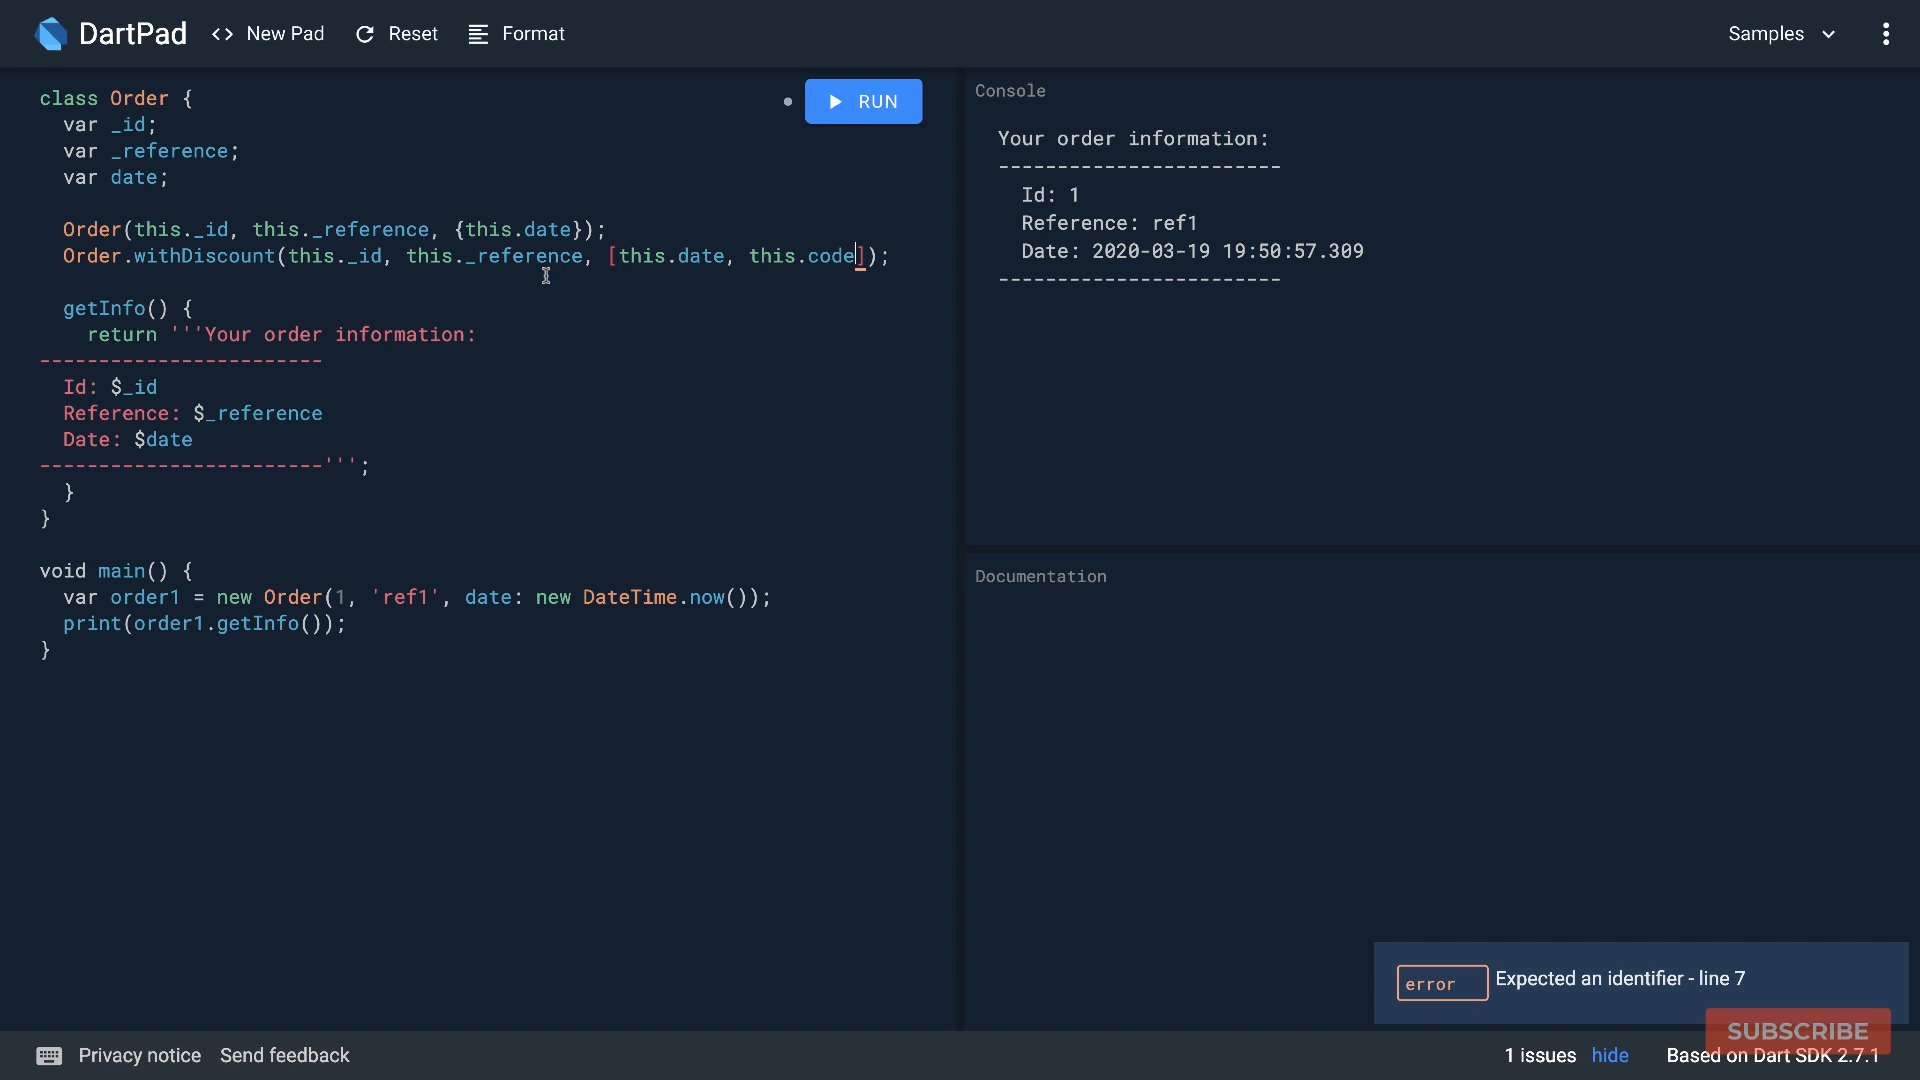 DartPad
<> New Pad
Reset
Format
Samples
class Order {
  var _id;
  var _reference;
  var date;

  Order(this._id, this._reference, {this.date});
  Order.withDiscount(this._id, this._reference, [this.date, this.code]);

  getInfo() {
    return '''Your order information:
------------------------
  Id: $_id
  Reference: $_reference
  Date: $date
------------------------''';
  }
}

void main() {
  var order1 = new Order(1, 'ref1', date: new DateTime.now());
  print(order1.getInfo());
}
RUN
Console
Your order information:
------------------------
  Id: 1
  Reference: ref1
  Date: 2020-03-19 19:50:57.309
------------------------
Documentation
error Expected an identifier - line 7
SUBSCRIBE
Privacy notice
Send feedback
1 issues hide
Based on Dart SDK 2.7.1